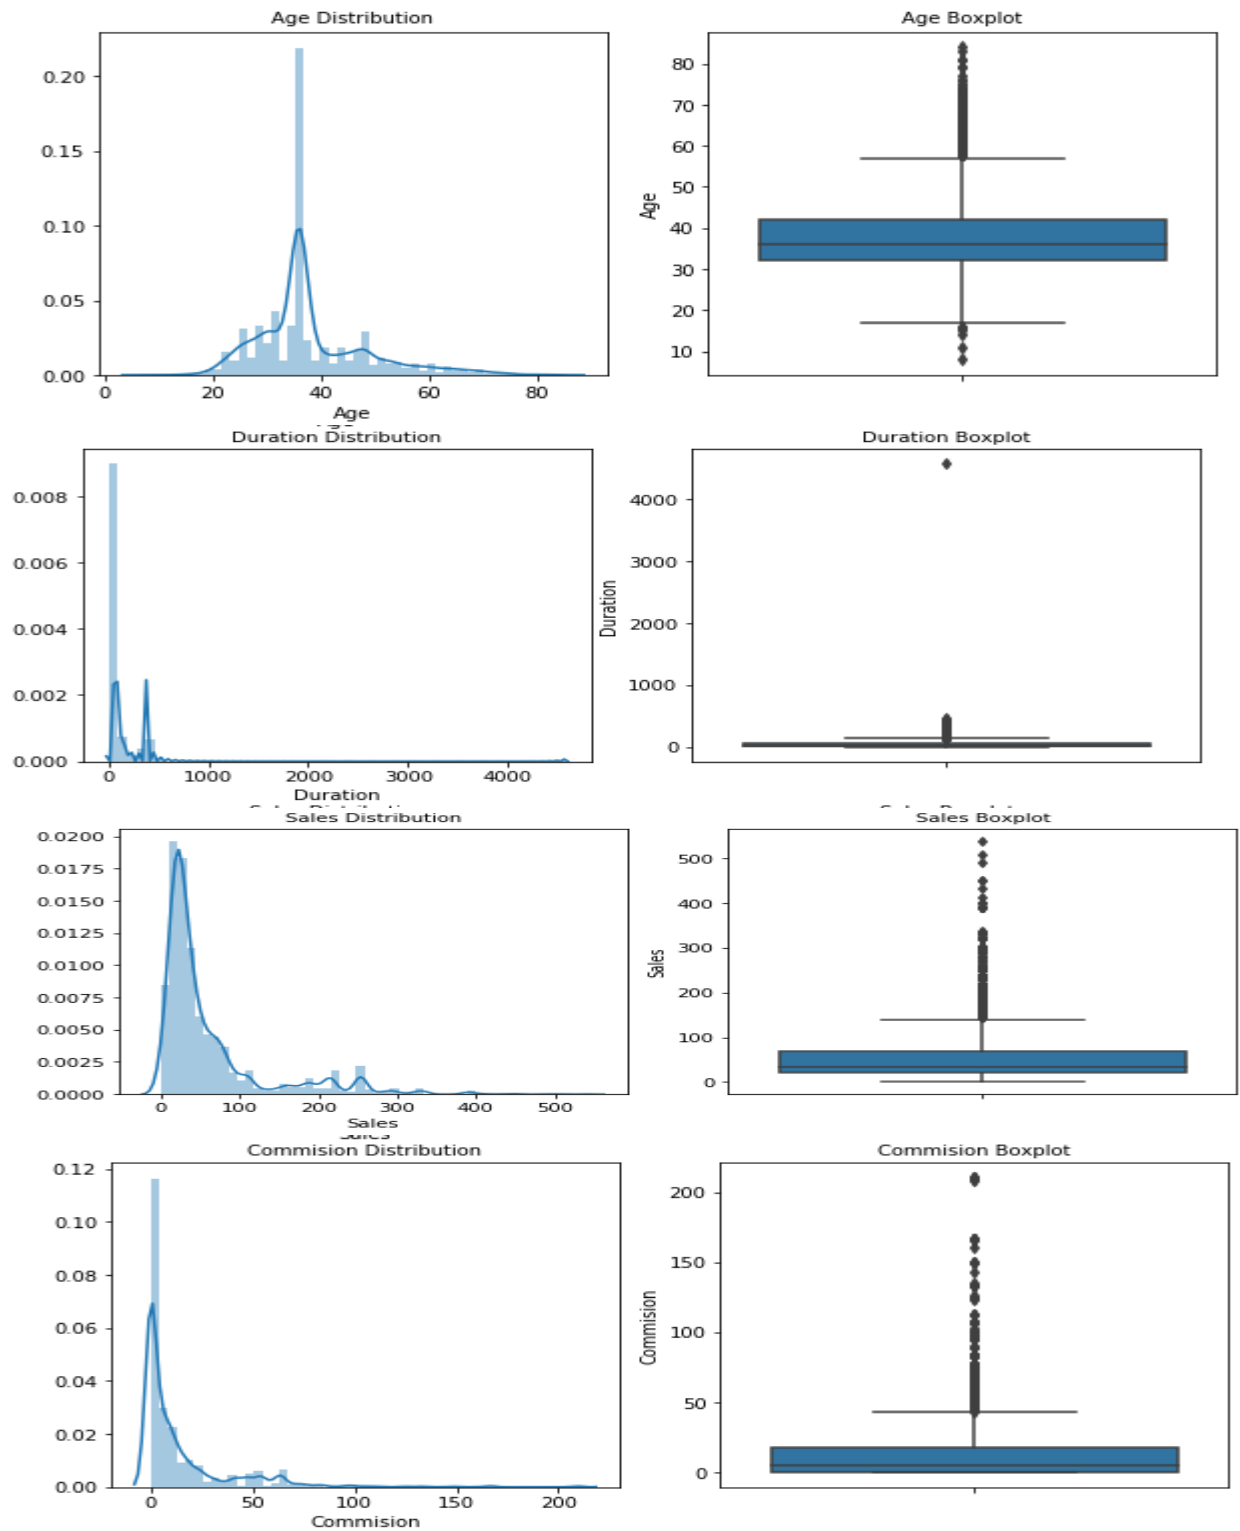 Age Distribution
0.20
0.15
0.10
0.05
0.00
0 20 40 60 80
Age
Age Boxplot
80
70
60
50
40
30
20
10
Age
Duration Distribution
0.008
0.006
0.004
0.002
0.000
0 1000 2000 3000 4000
Duration
Duration Boxplot
4000
3000
2000
1000
0
Duration
Sales Distribution
0.0200
0.0175
0.0150
0.0125
0.0100
0.0075
0.0050
0.0025
0.0000
0 100 200 300 400 500
Sales
Sales Boxplot
500
400
300
200
100
0
Sales
Commision Distribution
0.12
0.10
0.08
0.06
0.04
0.02
0.00
0 50 100 150 200
Commision
Commision Boxplot
200
150
100
50
0
Commision